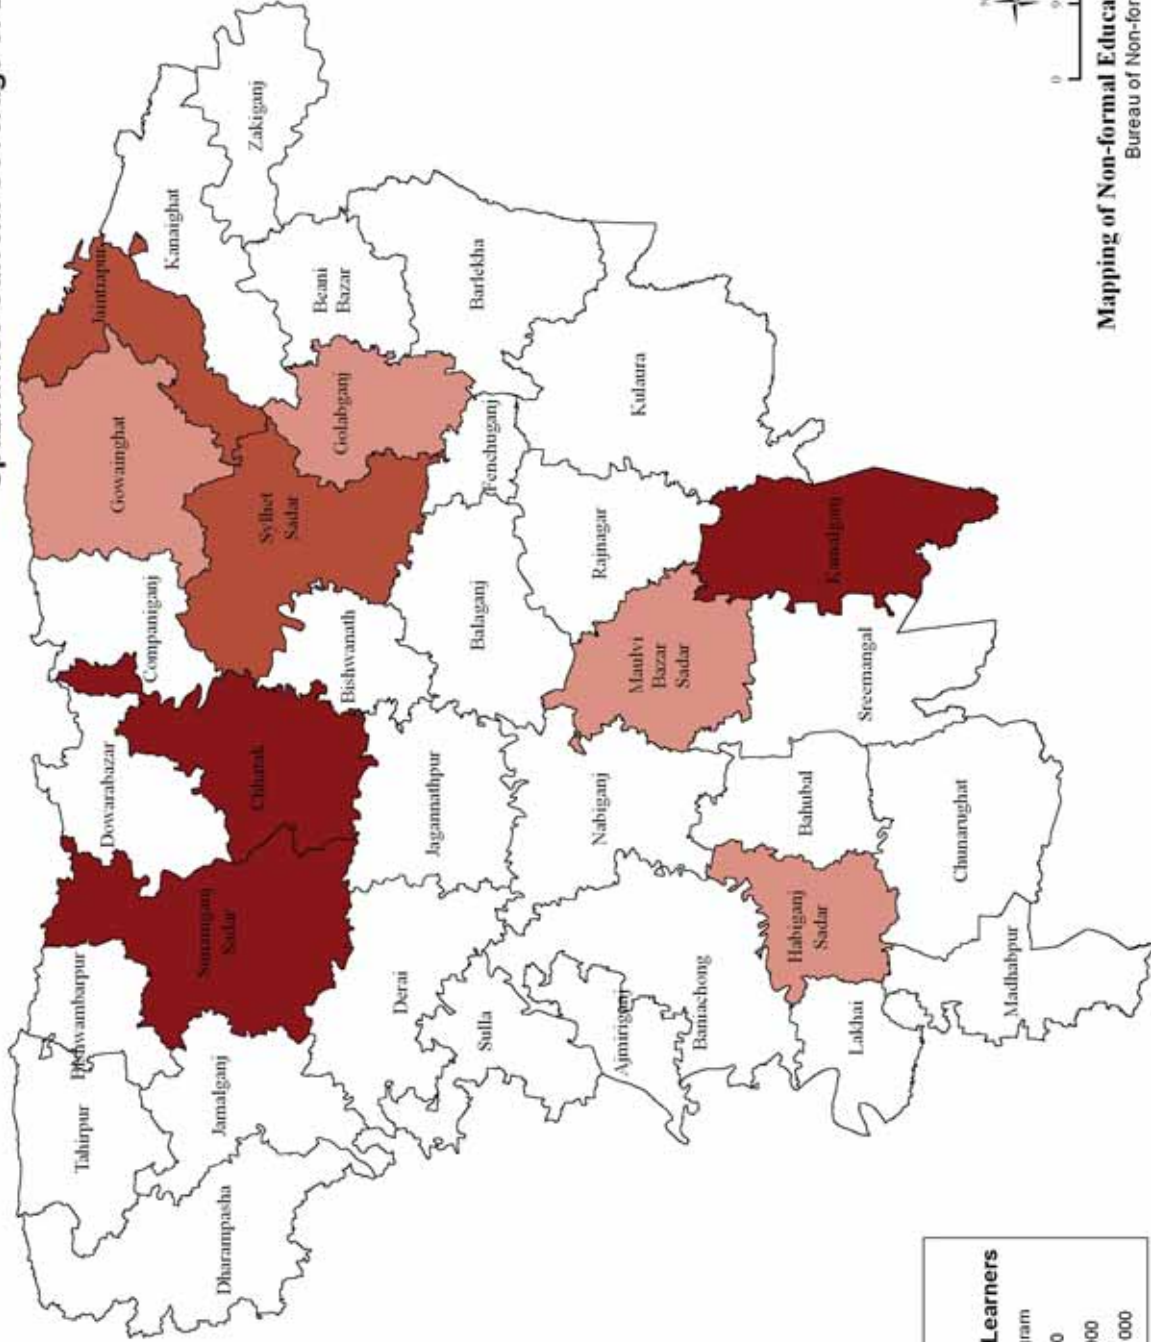 Tahirpur
Bishwambarpur
Dowarabazar
Companiganj
Gowainghat
Jaintiapur
Kanaighat
Zakiganj
Dharampasha
Jamalganj
Sunamganj
Sadar
Chhatak
Sylhet
Sadar
Golabganj
Beani
Bazar
Bishwanath
Derai
Jagannathpur
Balaganj
Fenchuganj
Barlekha
Sulla
Ajmiriganj
Nabiganj
Rajnagar
Kulaura
Maulvi
Bazar
Sadar
Baniachong
Habiganj
Sadar
Bahubal
Kamalganj
Lakhai
Sreemangal
Chunarughat
Madhabpur
Learners
0
Mapping of Non-formal Educa
Bureau of Non-for